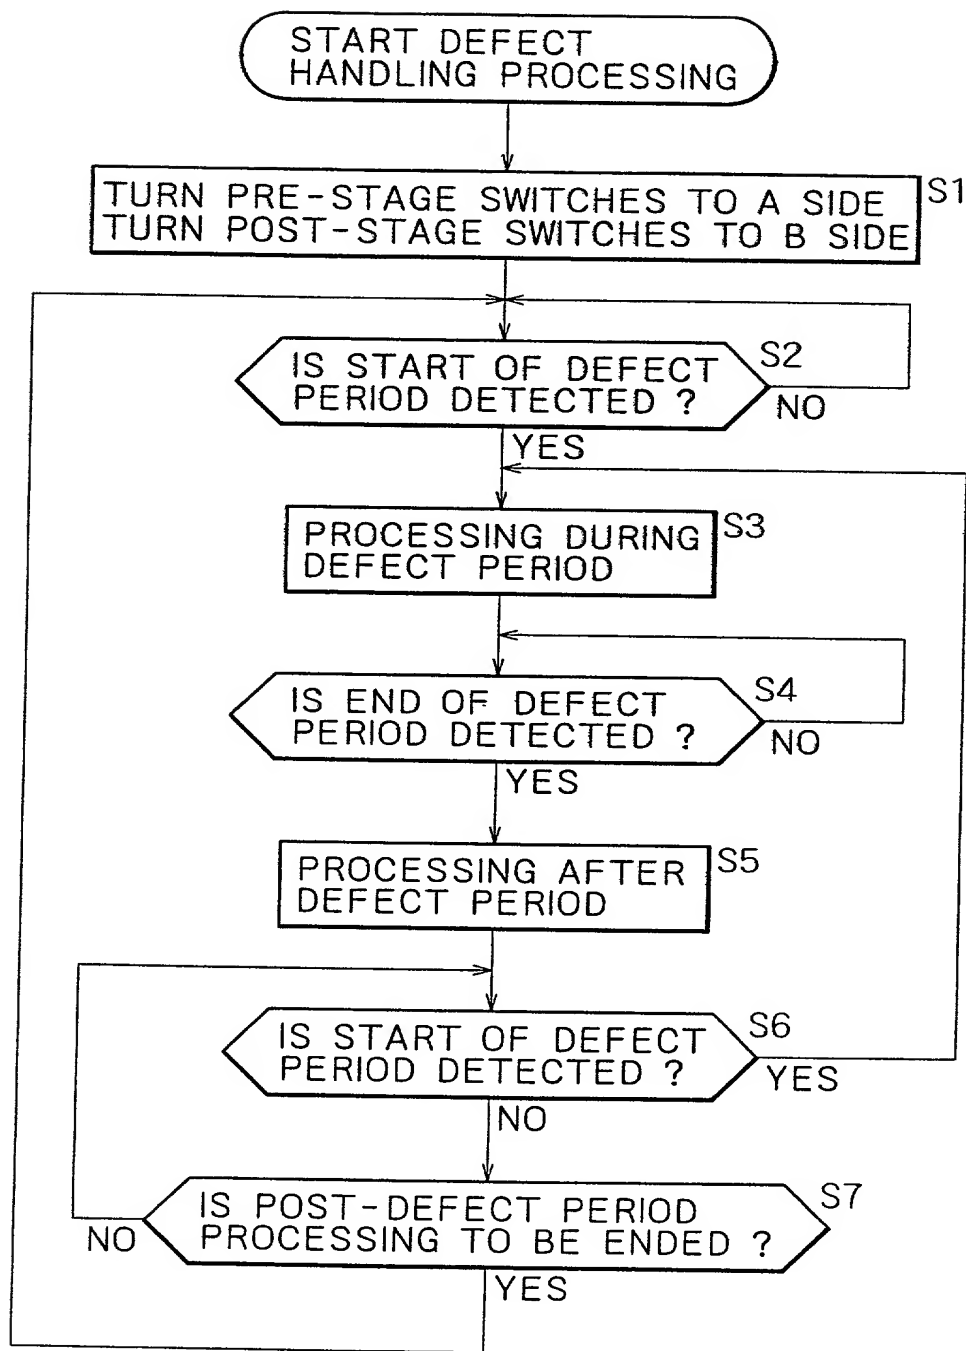 START DEFECT
HANDLING PROCESSING
TURN PRE-STAGE SWITCHES TO A SIDE
TURN POST-STAGE SWITCHES TO B SIDE
S1
IS START OF DEFECT
PERIOD DETECTED ?
S2
NO
YES
PROCESSING DURING
DEFECT PERIOD
S3
IS END OF DEFECT
PERIOD DETECTED ?
S4
NO
YES
PROCESSING AFTER
DEFECT PERIOD
S5
IS START OF DEFECT
PERIOD DETECTED ?
S6
YES
NO
IS POST-DEFECT PERIOD
PROCESSING TO BE ENDED ?
S7
NO
YES